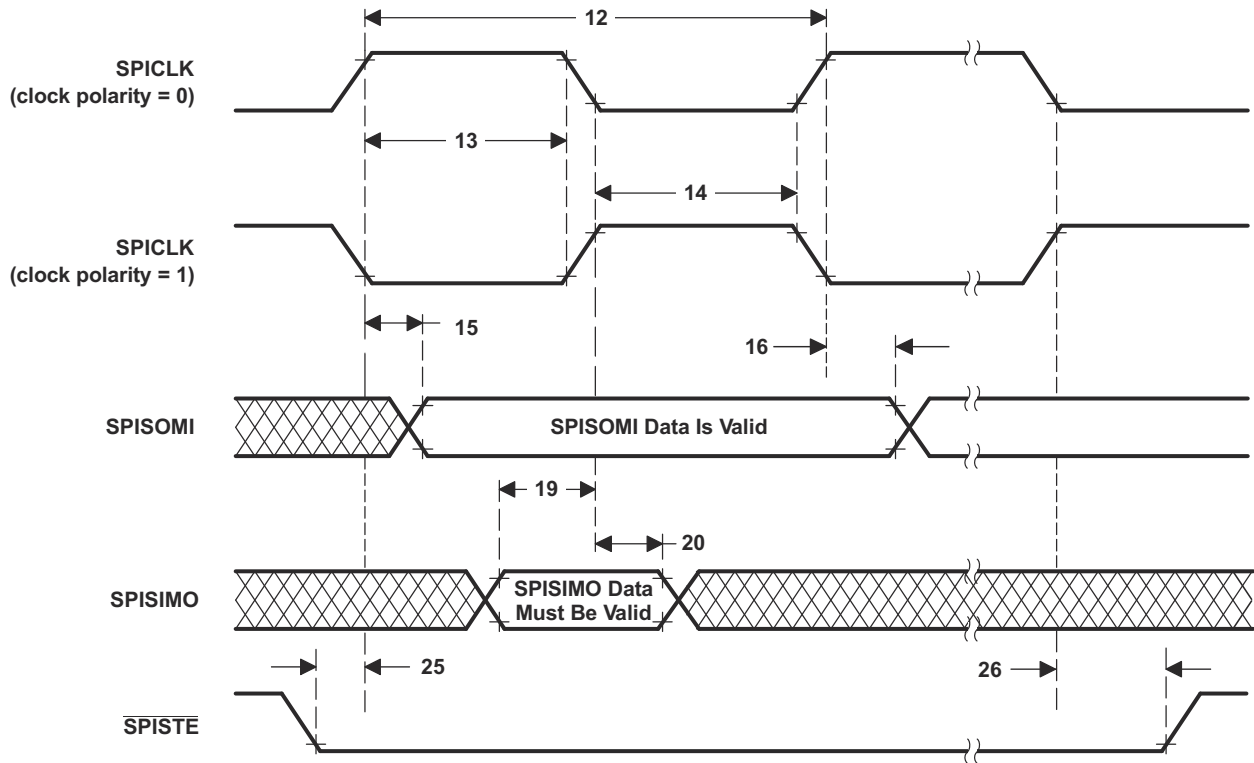 12
SPICLK
(clock polarity = 0)
13
14
SPICLK
(clock polarity = 1)
15
16
SPISOMI
SPISOMI Data Is Valid
19
20
SPISIMO
SPISIMO Data
Must Be Valid
25
26
SPISTE